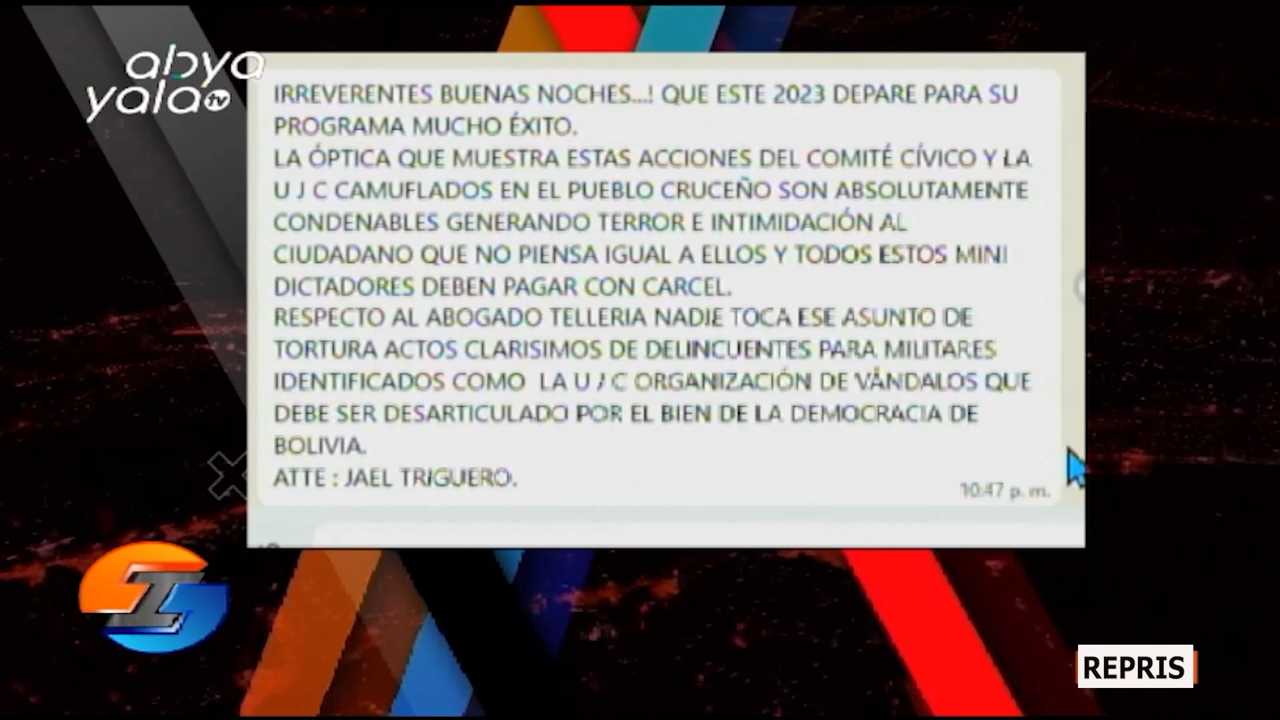 abya
yala tv
IRREVERENTES BUENAS NOCHES...! QUE ESTE 2023 DEPARE PARA SU
PROGRAMA MUCHO ÉXITO.
LA ÓPTICA QUE MUESTRA ESTAS ACCIONES DEL COMITÉ CÍVICO Y LA
U J C CAMUFLADOS EN EL PUEBLO CRUCEÑO SON ABSOLUTAMENTE
CONDENABLES GENERANDO TERROR E INTIMIDACIÓN AL
CIUDADANO QUE NO PIENSA IGUAL A ELLOS Y TODOS ESTOS MINI
DICTADORES DEBEN PAGAR CON CARCEL.
RESPECTO AL ABOGADO TELLERIA NADIE TOCA ESE ASUNTO DE
TORTURA ACTOS CLARISIMOS DE DELINCUENTES PARA MILITARES
IDENTIFICADOS COMO LA U J C ORGANIZACIÓN DE VÁNDALOS QUE
DEBE SER DESARTICULADO POR EL BIEN DE LA DEMOCRACIA DE
BOLIVIA.
ATTE : JAEL TRIGUERO.
10:47 p. m.
REPRIS